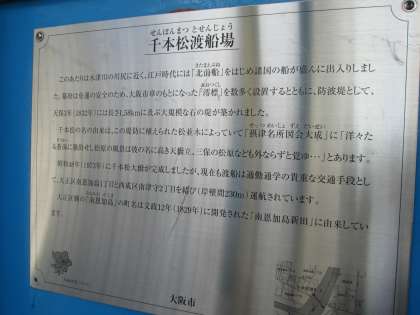 せんぼんまつ とせんじょう
千本松渡船場
このあたりは木津川の川尻に近く、江戸時代には「北前船」をはじめ諸国の船が盛んに出入りしまし
た。幕府は舟運の安全のため、大阪市章のもとになった「澪標」を数多く設置するとともに、防波堤として、
天保3年(1832年)には長さ1.58kmに及ぶ大規模な石の堤が築かれました。
千本松の名の由来は、この堤防に植えられた松並木によっていて「摂津名所図会大成」に「洋々た
る蒼海に
松原の風景は彼の名に高き天橋立、三保の松原なども外ならずと覚ゆ…」とあります。
昭和48年(1973年)に千本松大橋が完成しましたが、現在も渡船は通勤通学の貴重な交通手段とし
て、大正区南恩加島1丁目と西成区南津守2丁目を結び(岸壁間230m)運航されています。
大正区側の「南恩加島」の町名は文政12年(1829年)に開発された「南恩加島新田」に由来してい
ます。
大阪市